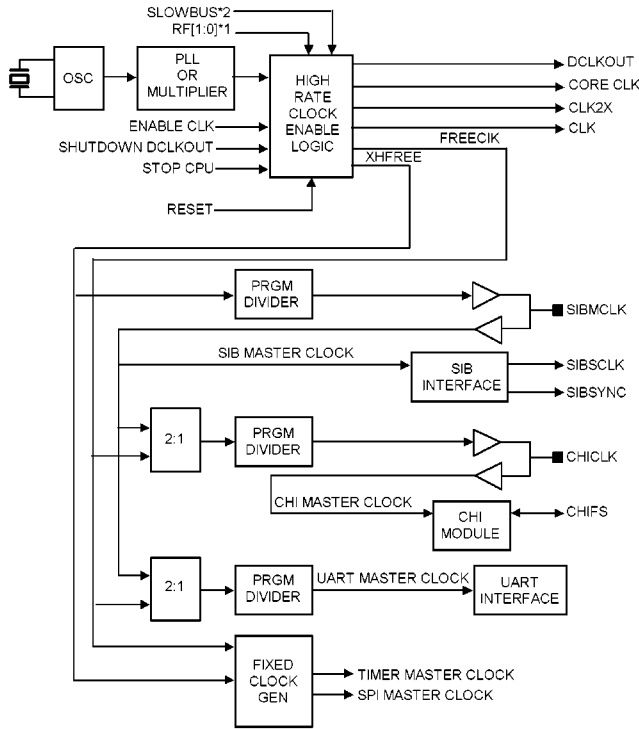 SLOWBUS*2
RF[1:0]*1
OSC
PLL
OR
MULTIPLIER
HIGH
RATE
CLOCK
ENABLE
LOGIC
DCLKOUT
CORE CLK
CLK2X
CLK
ENABLE CLK
SHUTDOWN DCLKOUT
STOP CPU
FREECIK
XHFREE
RESET
PRGM
DIVIDER
SIBMCLK
SIB MASTER CLOCK
SIB
INTERFACE
SIBSCLK
SIBSYNC
2:1
PRGM
DIVIDER
CHICLK
CHI MASTER CLOCK
CHI
MODULE
CHIFS
2:1
PRGM
DIVIDER
UART MASTER CLOCK
UART
INTERFACE
FIXED
CLOCK
GEN
TIMER MASTER CLOCK
SPI MASTER CLOCK